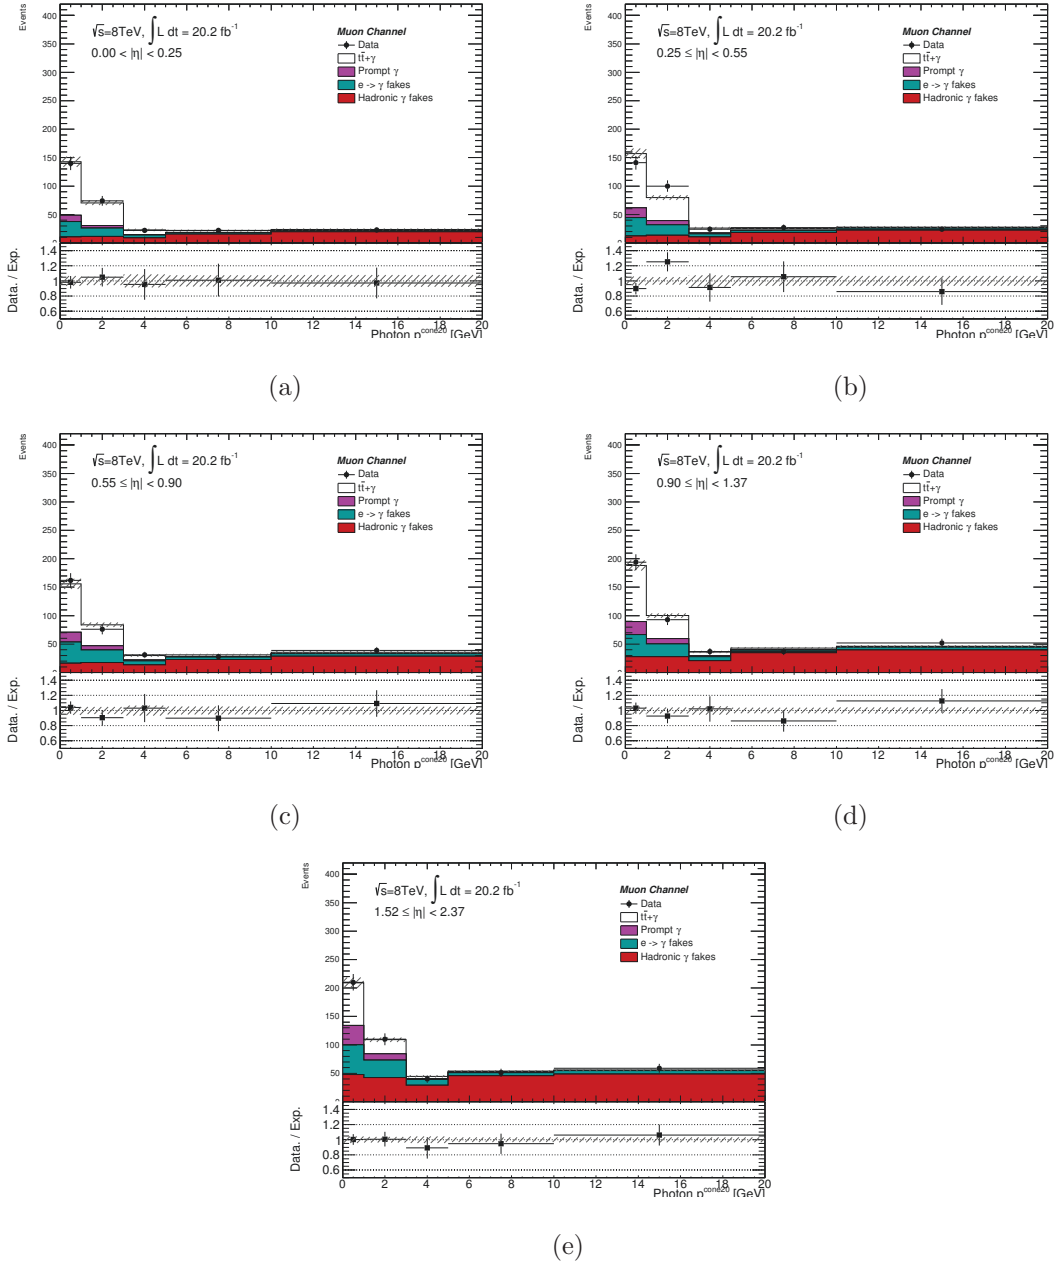 Events
400
350
300
250
200
150
100
50
√s=8TeV, ∫L dt = 20.2 fb⁻¹
0.00 < |η| < 0.25
Muon Channel
Data
tt̄+γ
Prompt γ
e -> γ fakes
Hadronic γ fakes
Data. / Exp.
1.4
1.2
1
0.8
0.6
0 2 4 6 8 10 12 14 16 18 20
Photon p^cone20 [GeV]
(a)
Events
400
350
300
250
200
150
100
50
√s=8TeV, ∫L dt = 20.2 fb⁻¹
0.25 ≤ |η| < 0.55
Muon Channel
Data
tt̄+γ
Prompt γ
e -> γ fakes
Hadronic γ fakes
Data. / Exp.
1.4
1.2
1
0.8
0.6
0 2 4 6 8 10 12 14 16 18 20
Photon p^cone20 [GeV]
(b)
Events
400
350
300
250
200
150
100
50
√s=8TeV, ∫L dt = 20.2 fb⁻¹
0.55 ≤ |η| < 0.90
Muon Channel
Data
tt̄+γ
Prompt γ
e -> γ fakes
Hadronic γ fakes
Data. / Exp.
1.4
1.2
1
0.8
0.6
0 2 4 6 8 10 12 14 16 18 20
Photon p^cone20 [GeV]
(c)
Events
400
350
300
250
200
150
100
50
√s=8TeV, ∫L dt = 20.2 fb⁻¹
0.90 ≤ |η| < 1.37
Muon Channel
Data
tt̄+γ
Prompt γ
e -> γ fakes
Hadronic γ fakes
Data. / Exp.
1.4
1.2
1
0.8
0.6
0 2 4 6 8 10 12 14 16 18 20
Photon p^cone20 [GeV]
(d)
Events
400
350
300
250
200
150
100
50
√s=8TeV, ∫L dt = 20.2 fb⁻¹
1.52 ≤ |η| < 2.37
Muon Channel
Data
tt̄+γ
Prompt γ
e -> γ fakes
Hadronic γ fakes
Data. / Exp.
1.4
1.2
1
0.8
0.6
0 2 4 6 8 10 12 14 16 18 20
Photon p^cone20 [GeV]
(e)